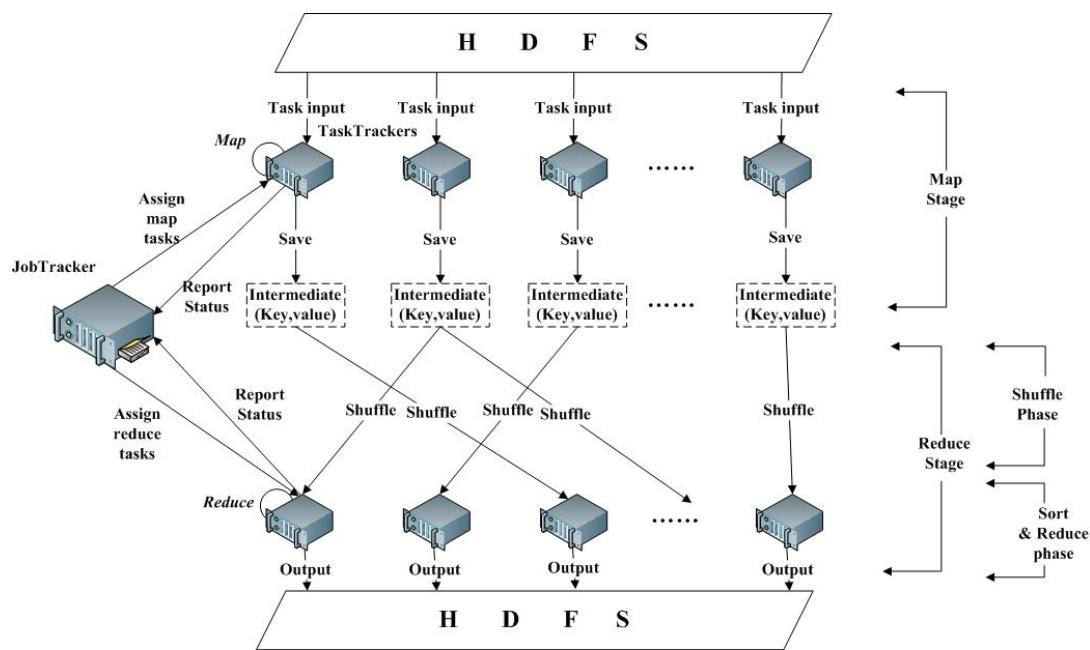 H D F S
Task input
Task input
Task input
Task input
TaskTrackers
Map
......
Assign
map
tasks
Map
Stage
Save
Save
Save
Save
JobTracker
Report
Status
Intermediate
(Key,value)
Intermediate
(Key,value)
Intermediate
(Key,value)
......
Intermediate
(Key,value)
Report
Status
Assign
reduce
tasks
Shuffle
Shuffle
Shuffle
Shuffle
Shuffle
Reduce
Stage
Shuffle
Phase
Reduce
......
Sort
& Reduce
phase
Output
Output
Output
Output
H D F S